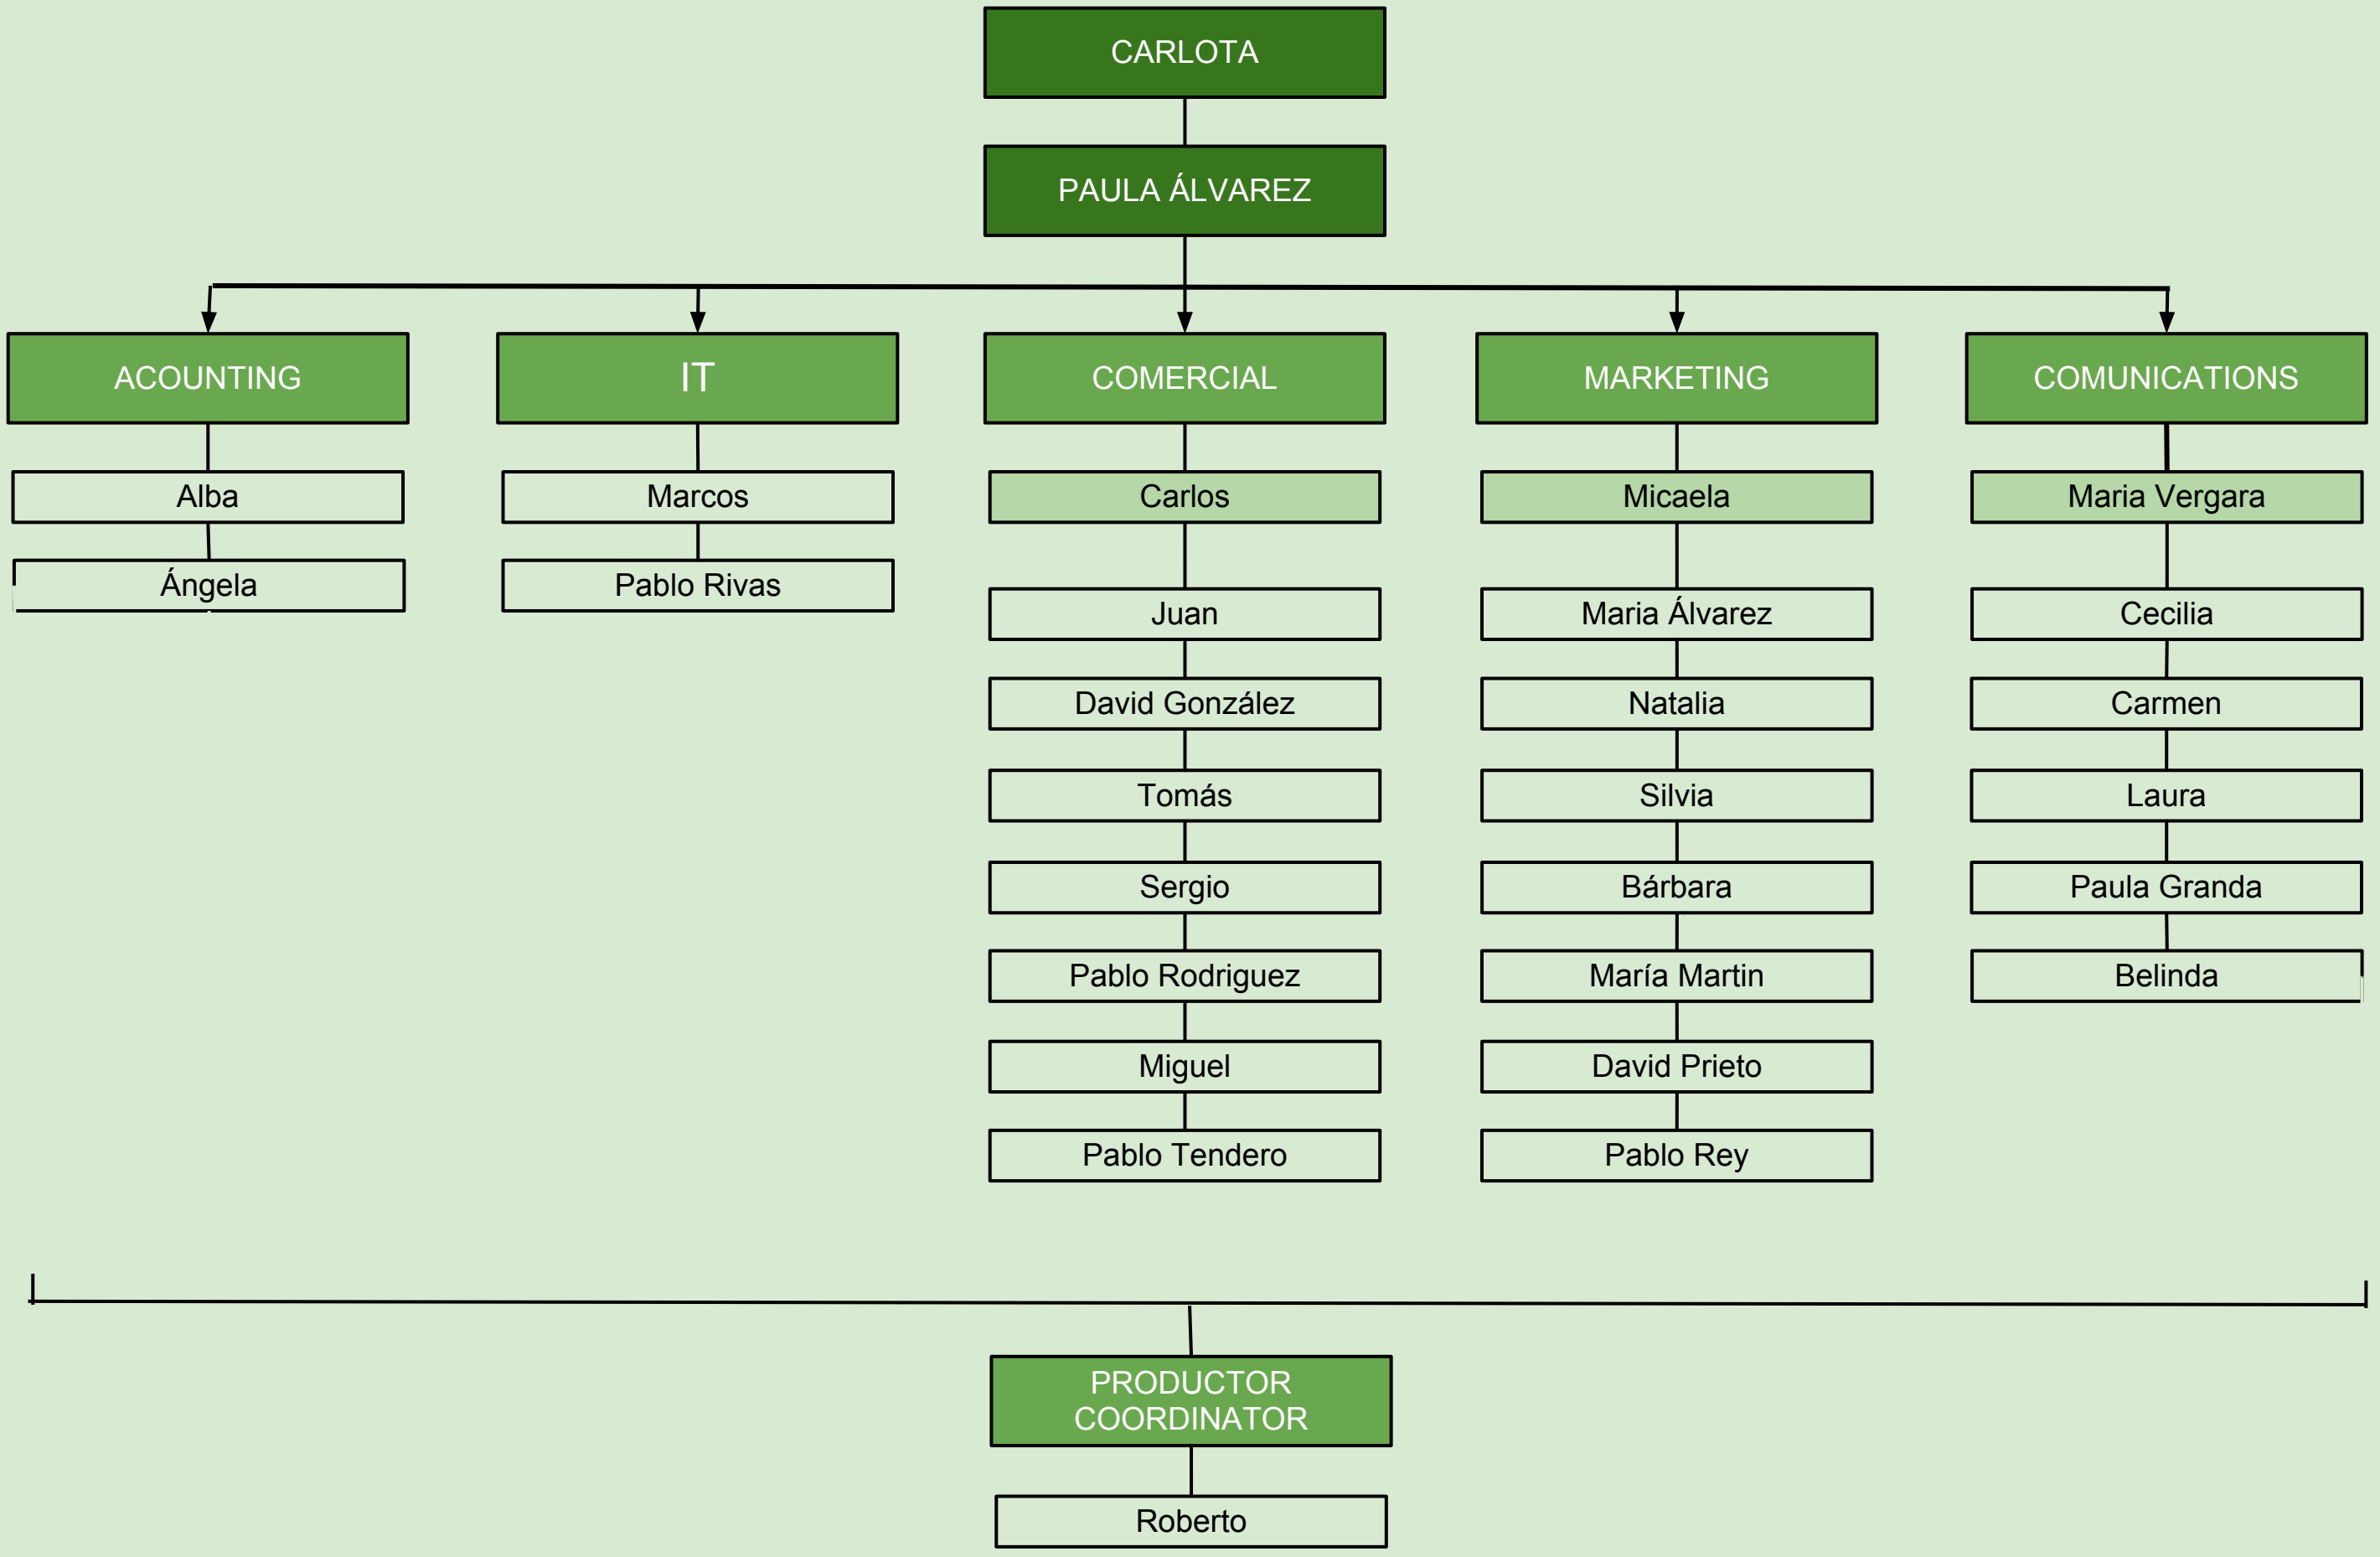 CARLOTA
PAULA ÁLVAREZ
ACOUNTING
IT
COMERCIAL
MARKETING
COMUNICATIONS
Alba
Marcos
Carlos
Micaela
Maria Vergara
Ángela
Pablo Rivas
Juan
Maria Álvarez
Cecilia
David González
Natalia
Carmen
Tomás
Silvia
Laura
Sergio
Bárbara
Paula Granda
Pablo Rodriguez
María Martin
Belinda
Miguel
David Prieto
Pablo Tendero
Pablo Rey
PRODUCTOR
COORDINATOR
Roberto